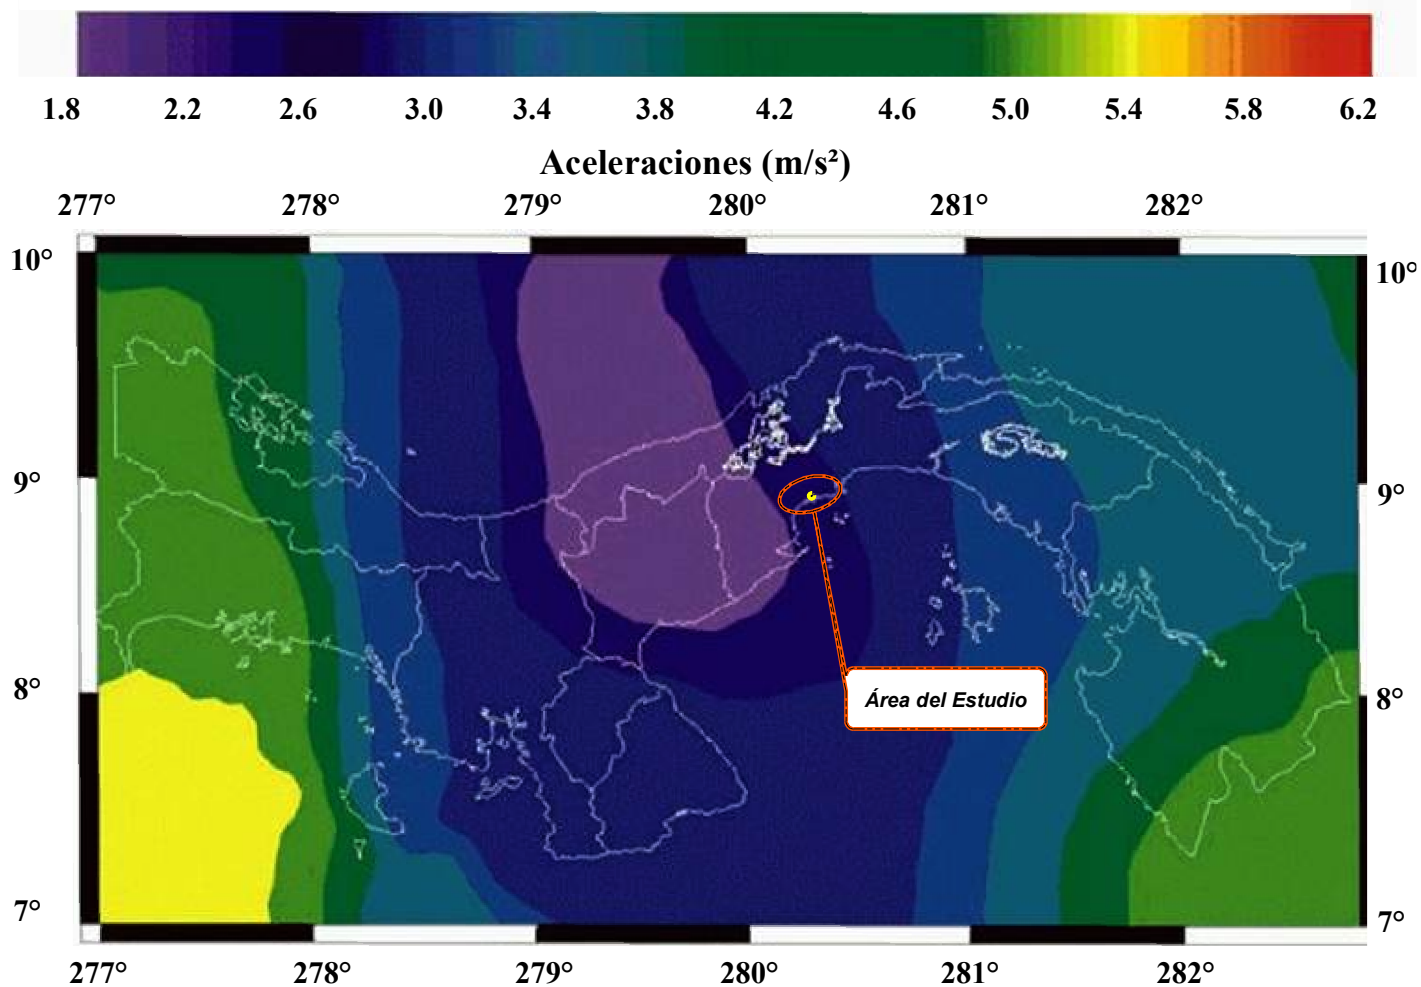 1.8 2.2 2.6 3.0 3.4 3.8 4.2 4.6 5.0 5.4 5.8 6.2
Aceleraciones (m/s²)
277° 278° 279° 280° 281° 282°
10° 10°
9° 9°
8° Área del Estudio 8°
7° 7°
277° 278° 279° 280° 281° 282°